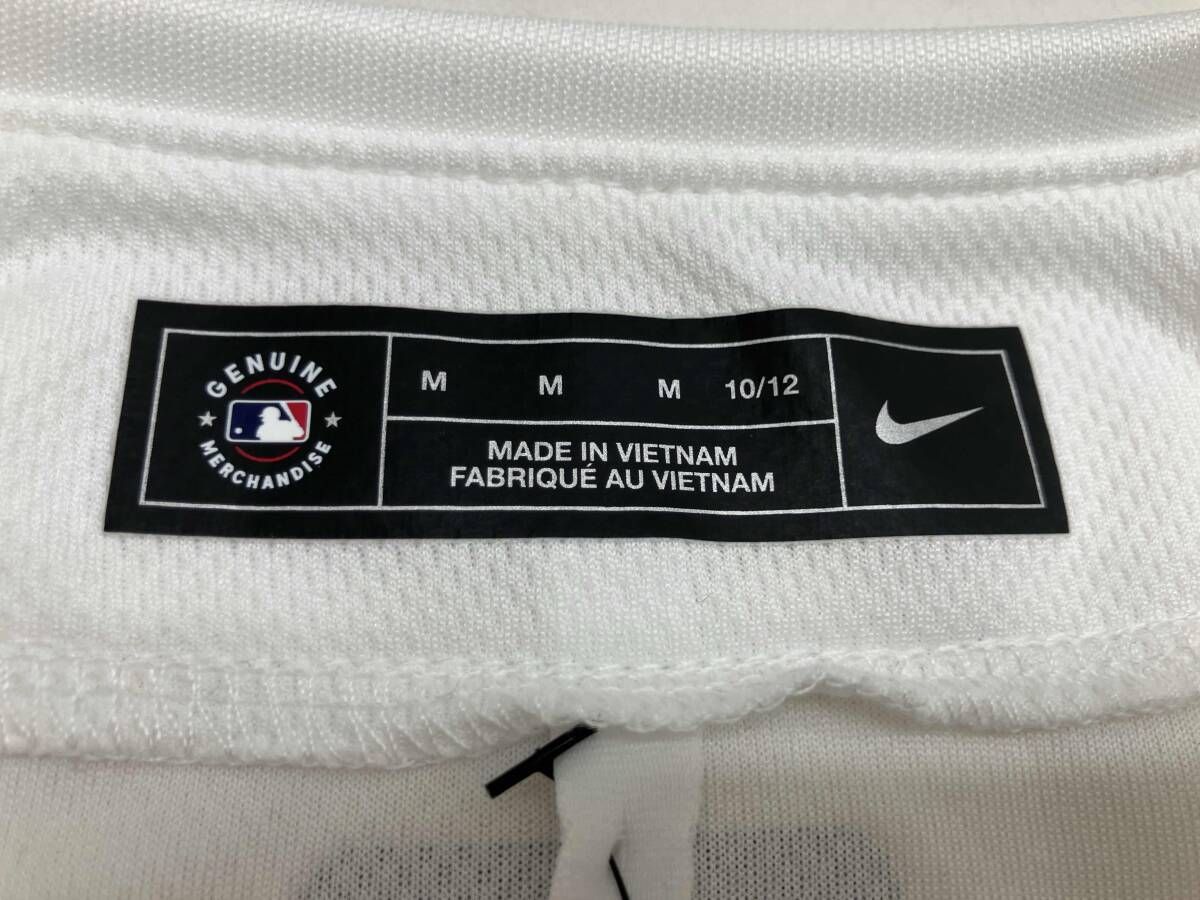 GENUINE
MERCHANDISE
M M M 10/12
MADE IN VIETNAM
FABRIQUÉ AU VIETNAM